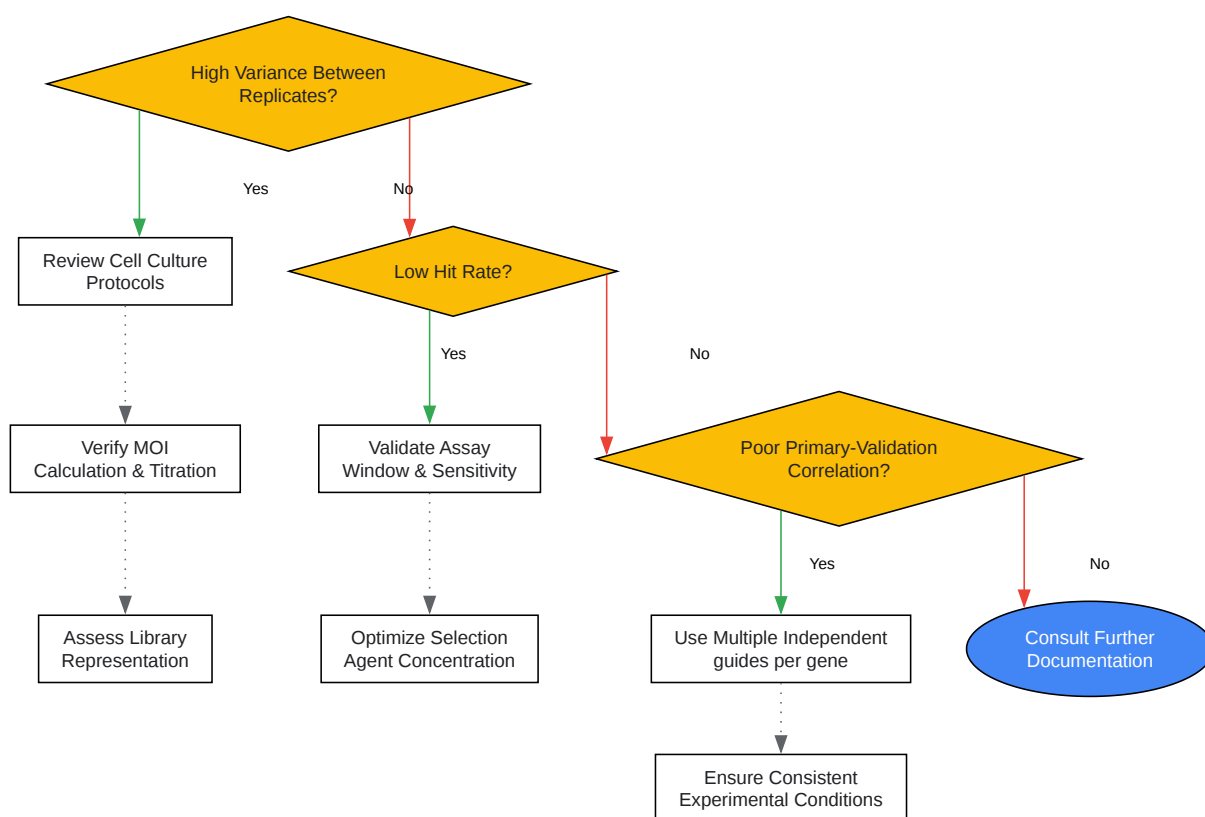 High Variance Between
Replicates?
Yes
No
Review Cell Culture
Protocols
Low Hit Rate?
Yes
No
Verify MOI
Calculation & Titration
Validate Assay
Window & Sensitivity
Poor Primary-Validation
Correlation?
Yes
No
Assess Library
Representation
Optimize Selection
Agent Concentration
Use Multiple Independent
guides per gene
Consult Further
Documentation
Ensure Consistent
Experimental Conditions